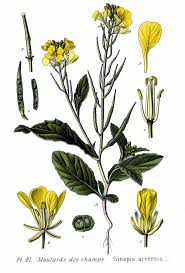 Pl. 27. Moutarde des champs. Sinapis arvensis L.